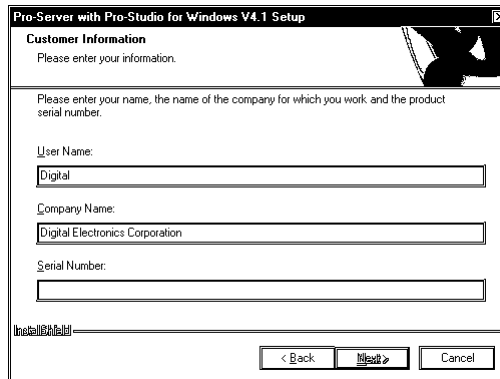 Pro-Server with Pro-Studio for Windows V4.1 Setup
Customer Information
Please enter your information.
Please enter your name, the name of the company for which you work and the product
serial number.
User Name:
Digital
Company Name:
Digital Electronics Corporation
Serial Number:
InstallShield
< Back
Next >
Cancel